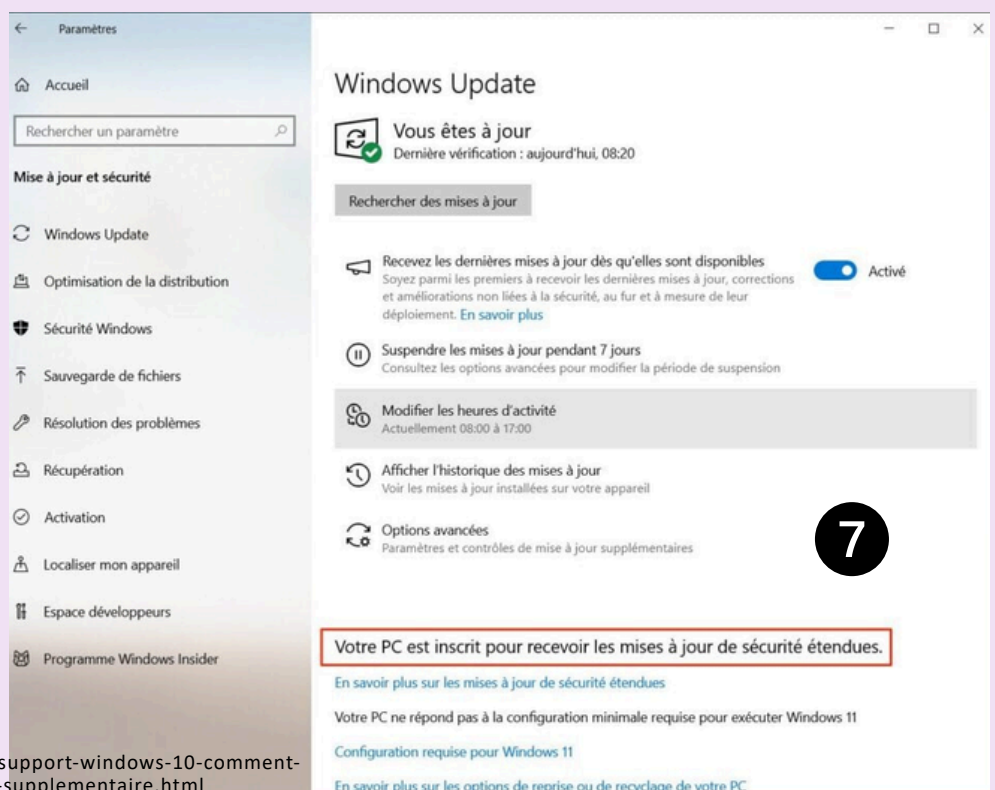 Paramètres
Accueil
Rechercher un paramètre
Mise à jour et sécurité
Windows Update
Optimisation de la distribution
Sécurité Windows
Sauvegarde de fichiers
Résolution des problèmes
Récupération
Activation
Localiser mon appareil
Espace développeurs
Programme Windows Insider
Windows Update
Vous êtes à jour
Dernière vérification : aujourd'hui, 08:20
Rechercher des mises à jour
Recevez les dernières mises à jour dès qu'elles sont disponibles
Soyez parmi les premiers à recevoir les dernières mises à jour, corrections
et améliorations non liées à la sécurité, au fur et à mesure de leur
déploiement. En savoir plus
Activé
Suspendre les mises à jour pendant 7 jours
Consultez les options avancées pour modifier la période de suspension
Modifier les heures d'activité
Actuellement 08:00 à 17:00
Afficher l'historique des mises à jour
Voir les mises à jour installées sur votre appareil
Options avancées
Paramètres et contrôles de mise à jour supplémentaires
7
Votre PC est inscrit pour recevoir les mises à jour de sécurité étendues.
En savoir plus sur les mises à jour de sécurité étendues
Votre PC ne répond pas à la configuration minimale requise pour exécuter Windows 11
Configuration requise pour Windows 11
En savoir plus sur les options de reprise ou de recyclage de votre PC
support-windows-10-comment-
-supplementaire.html